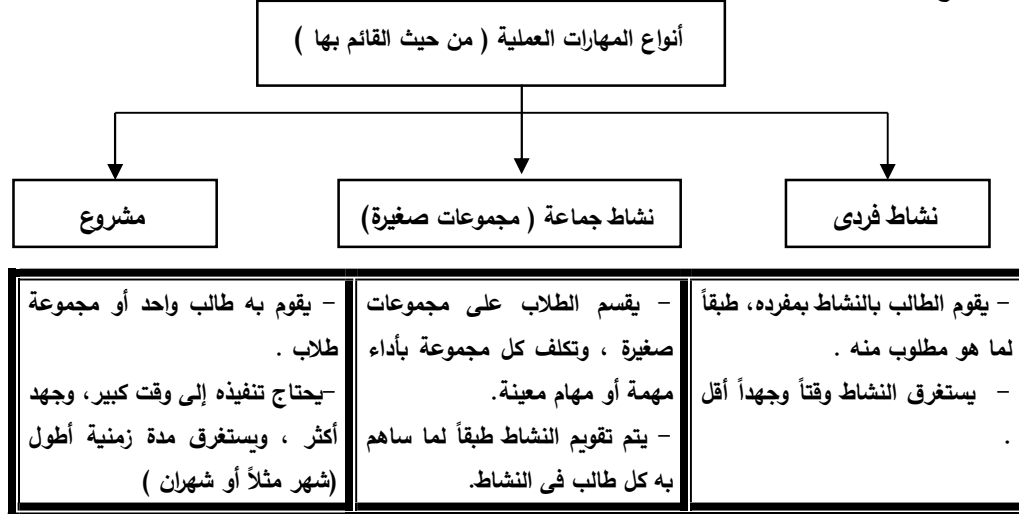 أنواع المهارات العملية ( من حيث القائم بها )
نشاط فردى
نشاط جماعة ( مجموعات صغيرة)
مشروع
- يقوم الطالب بالنشاط بمفرده، طبقاً
لما هو مطلوب منه .
- يستغرق النشاط وقتاً وجهداً أقل
.
- يقسم الطلاب على مجموعات
صغيرة ، وتكلف كل مجموعة بأداء
مهمة أو مهام معينة.
- يتم تقويم النشاط طبقاً لما ساهم
به كل طالب فى النشاط.
- يقوم به طالب واحد أو مجموعة
طلاب .
-يحتاج تنفيذه إلى وقت كبير، وجهد
أكثر ، ويستغرق مدة زمنية أطول
(شهر مثلاً أو شهران )